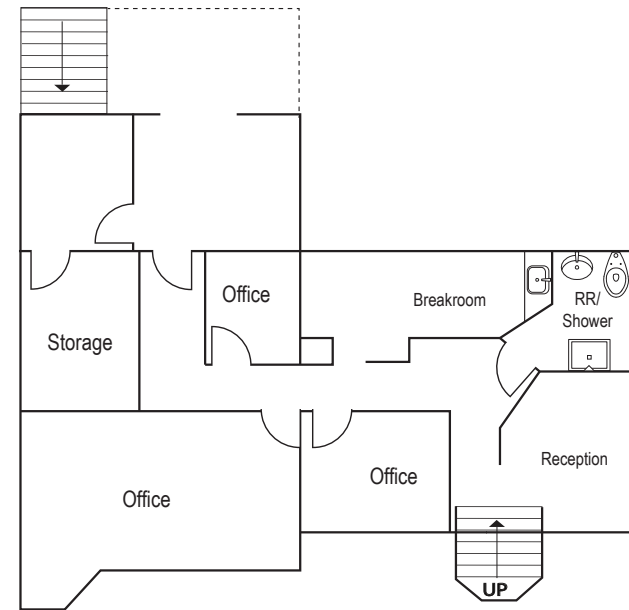 Office
Breakroom
RR/
Shower
Storage
Office
Office
Reception
UP